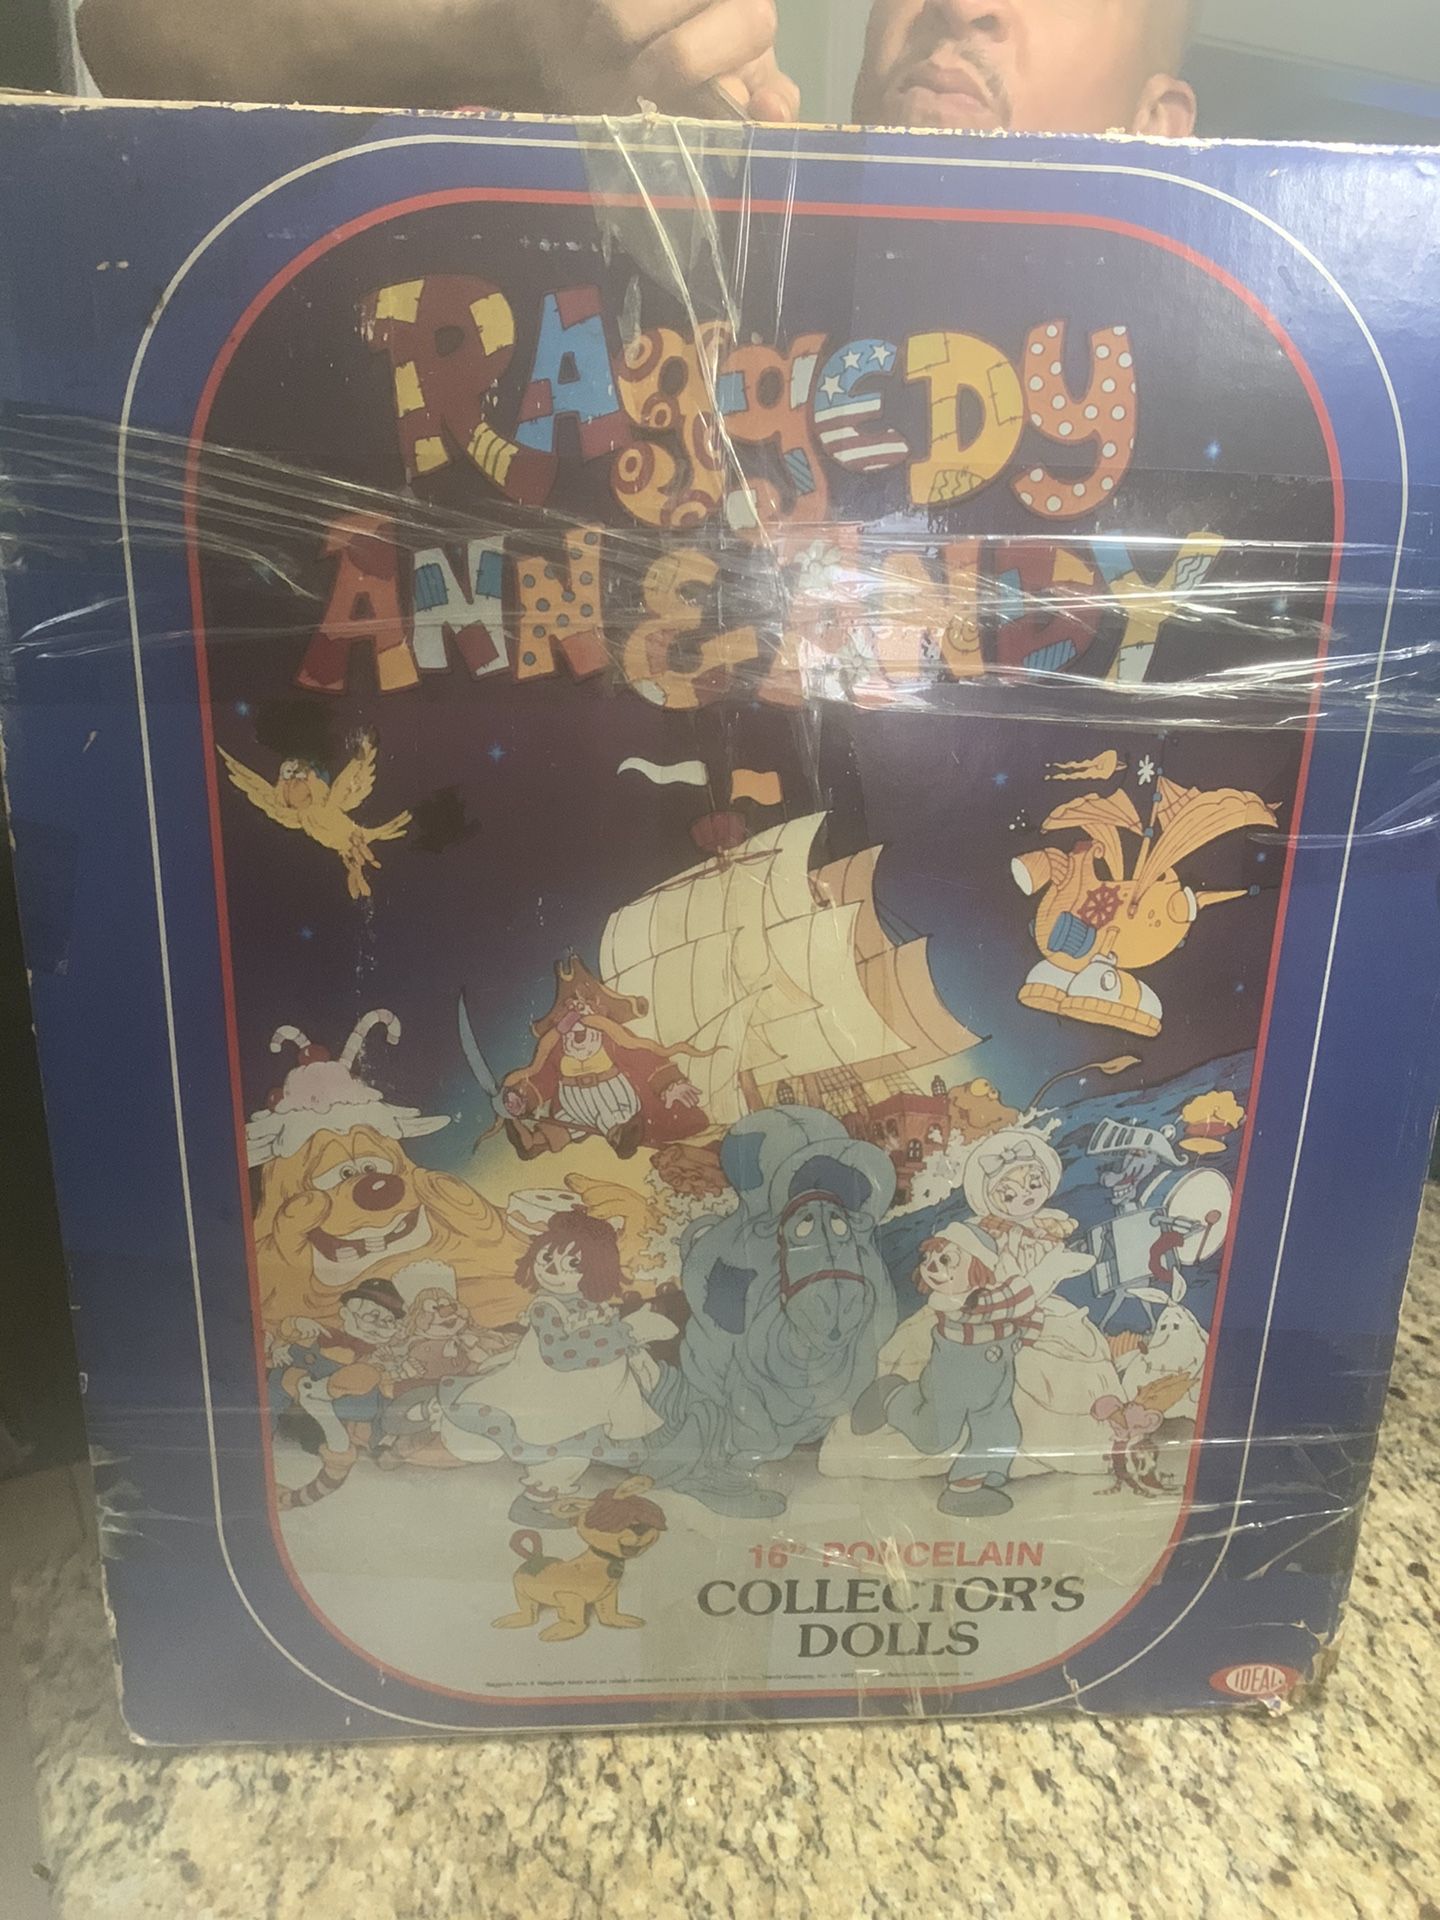 RAGGEDY
ANN & ANDY
16" PORCELAIN
COLLECTOR'S
DOLLS
IDEAL